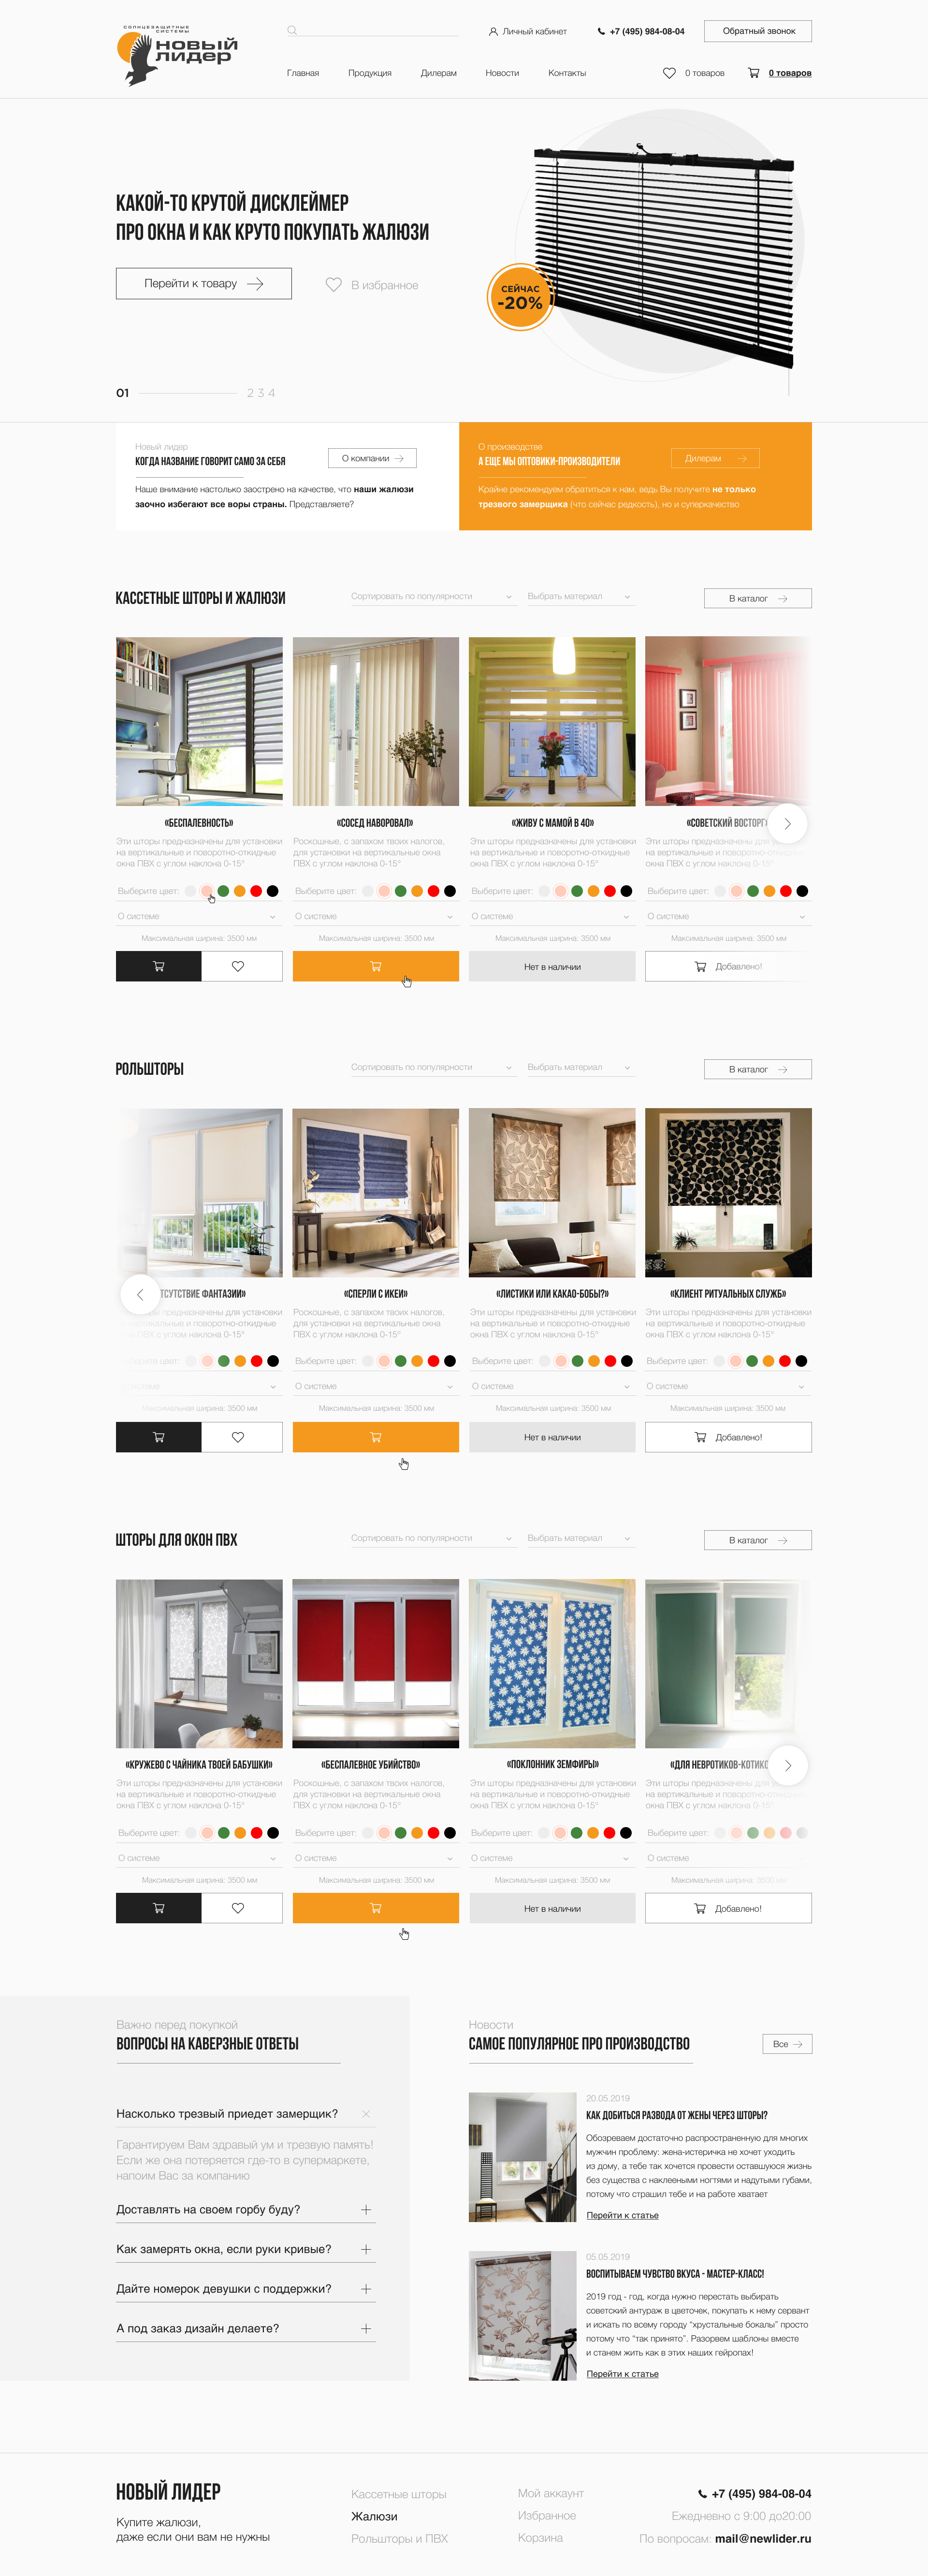 СОЛНЦЕЗАЩИТНЫЕ
СИСТЕМЫ
НОВЫЙ
ЛИДЕР
Личный кабинет
+7 (495) 984-08-04
Обратный звонок
Главная
Продукция
Дилерам
Новости
Контакты
0 товаров
0 товаров
КАКОЙ-ТО КРУТОЙ ДИСКЛЕЙМЕР
ПРО ОКНА И КАК КРУТО ПОКУПАТЬ ЖАЛЮЗИ
Перейти к товару
В избранное
СЕЙЧАС
-20%
01
2 3 4
Новый лидер
КОГДА НАЗВАНИЕ ГОВОРИТ САМО ЗА СЕБЯ
О компании
Наше внимание настолько заострено на качестве, что наши жалюзи
заочно избегают все воры страны. Представляете?
О производстве
А ЕЩЕ МЫ ОПТОВИКИ-ПРОИЗВОДИТЕЛИ
Дилерам
Крайне рекомендуем обратиться к нам, ведь Вы получите не только
трезвого замерщика (что сейчас редкость), но и суперкачество
КАССЕТНЫЕ ШТОРЫ И ЖАЛЮЗИ
Сортировать по популярности
Выбрать материал
В каталог
«БЕСПАЛЕВНОСТЬ»
Эти шторы предназначены для установки
на вертикальные и поворотно-откидные
окна ПВХ с углом наклона 0-15°
Выберите цвет:
О системе
Максимальная ширина: 3500 мм
«СОСЕД НАВОРОВАЛ»
Роскошные, с запахом твоих налогов,
для установки на вертикальные окна
ПВХ с углом наклона 0-15°
Выберите цвет:
О системе
Максимальная ширина: 3500 мм
«ЖИВУ С МАМОЙ В 40»
Эти шторы предназначены для установки
на вертикальные и поворотно-откидные
окна ПВХ с углом наклона 0-15°
Выберите цвет:
О системе
Максимальная ширина: 3500 мм
Нет в наличии
«СОВЕТСКИЙ ВОСТОРГ»
Эти шторы предназначены для установки
на вертикальные и поворотно-откидные
окна ПВХ с углом наклона 0-15°
Выберите цвет:
О системе
Максимальная ширина: 3500 мм
Добавлено!
РОЛЬШТОРЫ
Сортировать по популярности
Выбрать материал
В каталог
ТСУТСТВИЕ ФАНТАЗИИ»
предназначены для установки
вертикальные и поворотно-откидные
ПВХ с углом наклона 0-15°
Выберите цвет:
системе
Максимальная ширина: 3500 мм
«СПЕРЛИ С ИКЕИ»
Роскошные, с запахом твоих налогов,
для установки на вертикальные окна
ПВХ с углом наклона 0-15°
Выберите цвет:
О системе
Максимальная ширина: 3500 мм
«ЛИСТИКИ ИЛИ КАКАО-БОБЫ?»
Эти шторы предназначены для установки
на вертикальные и поворотно-откидные
окна ПВХ с углом наклона 0-15°
Выберите цвет:
О системе
Максимальная ширина: 3500 мм
Нет в наличии
«КЛИЕНТ РИТУАЛЬНЫХ СЛУЖБ»
Эти шторы предназначены для установки
на вертикальные и поворотно-откидные
окна ПВХ с углом наклона 0-15°
Выберите цвет:
О системе
Максимальная ширина: 3500 мм
Добавлено!
ШТОРЫ ДЛЯ ОКОН ПВХ
Сортировать по популярности
Выбрать материал
В каталог
«КРУЖЕВО С ЧАЙНИКА ТВОЕЙ БАБУШКИ»
Эти шторы предназначены для установки
на вертикальные и поворотно-откидные
окна ПВХ с углом наклона 0-15°
Выберите цвет:
О системе
Максимальная ширина: 3500 мм
«БЕСПАЛЕВНОЕ УБИЙСТВО»
Роскошные, с запахом твоих налогов,
для установки на вертикальные окна
ПВХ с углом наклона 0-15°
Выберите цвет:
О системе
Максимальная ширина: 3500 мм
«ПОКЛОННИК ЗЕМФИРЫ»
Эти шторы предназначены для установки
на вертикальные и поворотно-откидные
окна ПВХ с углом наклона 0-15°
Выберите цвет:
О системе
Максимальная ширина: 3500 мм
Нет в наличии
«ДЛЯ НЕВРОТИКОВ-КОТИКО
Эти шторы предназначены для
на вертикальные и поворотно-откидные
окна ПВХ с углом наклона 0-15°
Выберите цвет:
О системе
Максимальная ширина: 3500 мм
Добавлено!
Важно перед покупкой
ВОПРОСЫ НА КАВЕРЗНЫЕ ОТВЕТЫ
Насколько трезвый приедет замерщик?
Гарантируем Вам здравый ум и трезвую память!
Если же она потеряется где-то в супермаркете,
напоим Вас за компанию
Доставлять на своем горбу буду?
Как замерять окна, если руки кривые?
Дайте номерок девушки с поддержки?
А под заказ дизайн делаете?
Новости
САМОЕ ПОПУЛЯРНОЕ ПРО ПРОИЗВОДСТВО
Все
20.05.2019
КАК ДОБИТЬСЯ РАЗВОДА ОТ ЖЕНЫ ЧЕРЕЗ ШТОРЫ?
Обозреваем достаточно распространенную для многих
мужчин проблему: жена-истеричка не хочет уходить
из дому, а тебе так хочется провести оставшуюся жизнь
без существа с наклееными ногтями и надутыми губами,
потому что страшил тебе и на работе хватает
Перейти к статье
05.05.2019
ВОСПИТЫВАЕМ ЧУВСТВО ВКУСА - МАСТЕР-КЛАСС!
2019 год - год, когда нужно перестать выбирать
советский антураж в цветочек, покупать к нему сервант
и искать по всему городу “хрустальные бокалы” просто
потому что “так принято”. Разорвем шаблоны вместе
и станем жить как в этих наших гейропах!
Перейти к статье
НОВЫЙ ЛИДЕР
Купите жалюзи,
даже если они вам не нужны
Кассетные шторы
Жалюзи
Рольшторы и ПВХ
Мой аккаунт
Избранное
Корзина
+7 (495) 984-08-04
Ежедневно с 9:00 до20:00
По вопросам: mail@newlider.ru